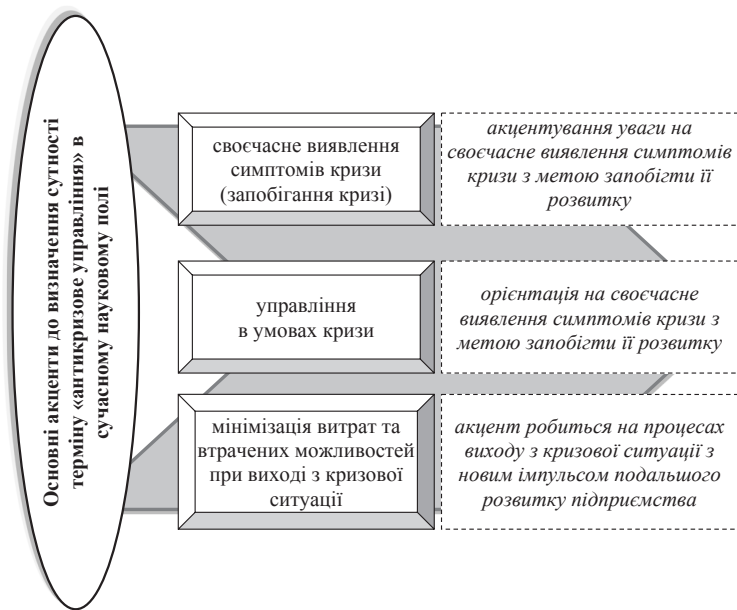 Основні акценти до визначення сутності
терміну «антикризове управління» в
сучасному науковому полі
своєчасне виявлення
симптомів кризи
(запобігання кризі)
акцентування уваги на
своєчасне виявлення симптомів
кризи з метою запобігти її
розвитку
управління
в умовах кризи
орієнтація на своєчасне
виявлення симптомів кризи з
метою запобігти її розвитку
мінімізація витрат та
втрачених можливостей
при виході з кризової
ситуації
акцент робиться на процесах
виходу з кризової ситуації з
новим імпульсом подальшого
розвитку підприємства